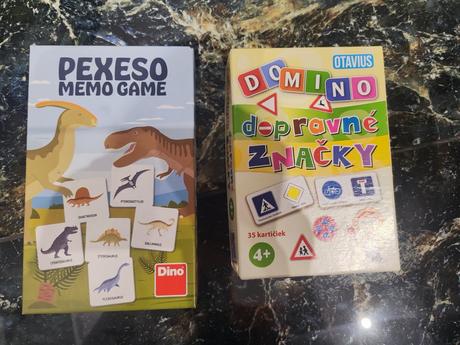 PEXESO
MEMO GAME
Dino
OTAVIUS
DOMINO
dopravné
ZNAČKY
35 kartičiek
4+